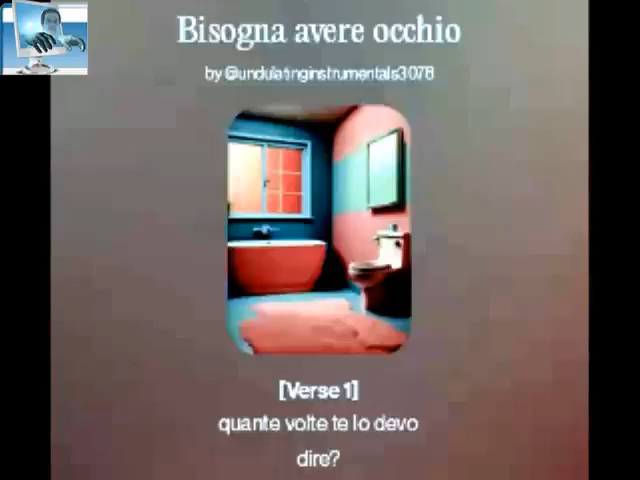 Bisogna avere occhio
by @undulatinginstrumentals3078
[Verse 1]
quante volte te lo devo
dire?